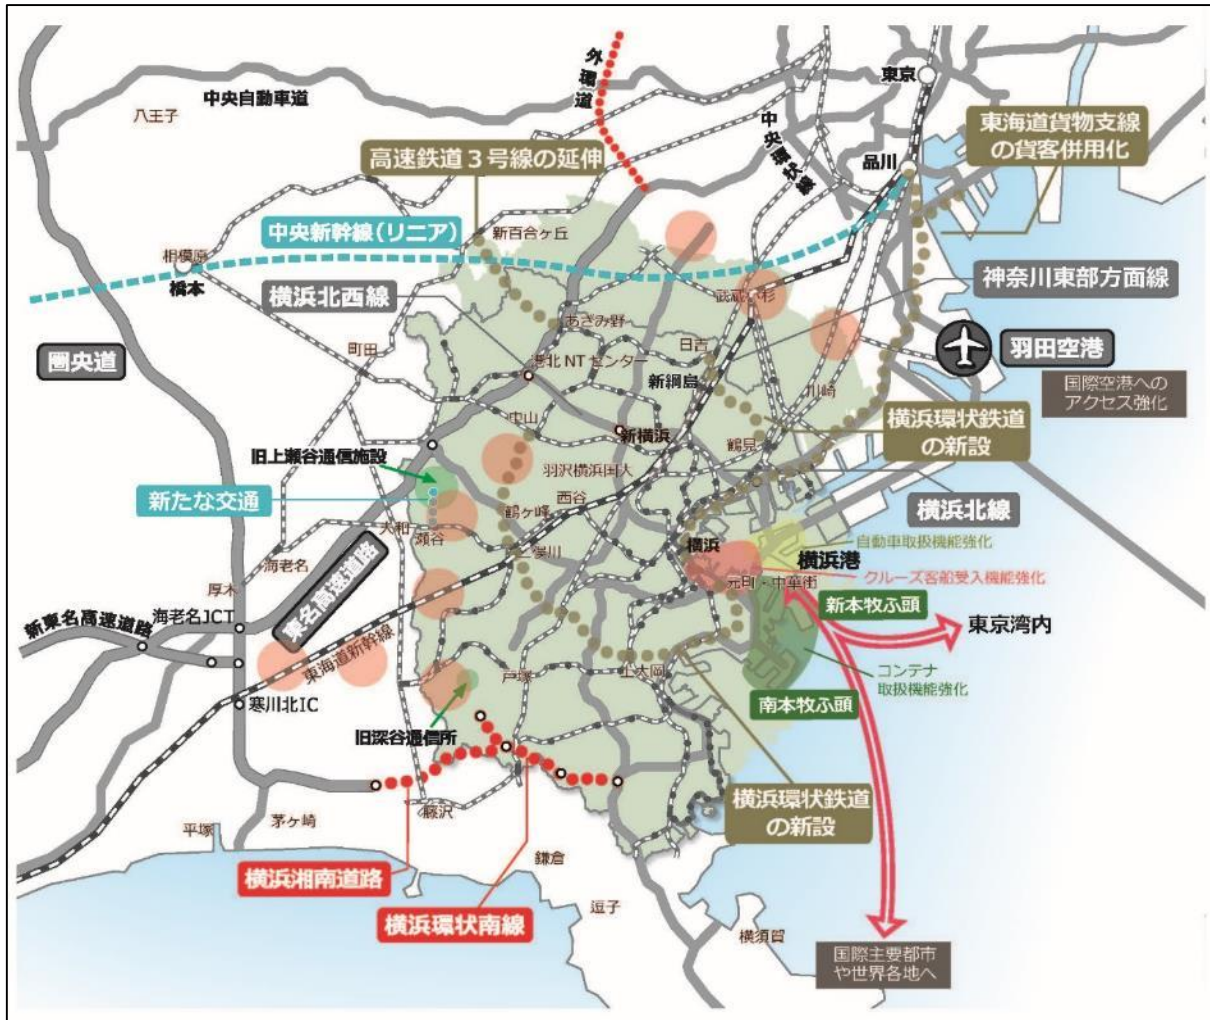 外環道
東京
中央自動車道
八王子
東海道貨物支線
の貨客併用化
中央環状線
高速鉄道３号線の延伸
品川
中央新幹線(リニア)
新百合ヶ丘
相模原
橋本
横浜北西線
神奈川東部方面線
武蔵小杉
あざみ野
町田
日吉
羽田空港
圏央道
港北NTセンター
新綱島
川崎
国際空港への
アクセス強化
中山
横浜環状鉄道
の新設
新横浜
鶴見
旧上瀬谷通信施設
羽沢横浜国大
新たな交通
西谷
鶴ヶ峰
横浜北線
大和
瀬谷
二俣川
横浜
横浜港
自動車取扱機能強化
海老名
元町・中華街
クルーズ客船受入機能強化
厚木
東名高速道路
新本牧ふ頭
海老名JCT
新東名高速道路
東京湾内
東海道新幹線
戸塚
上大岡
コンテナ
取扱機能強化
寒川北IC
南本牧ふ頭
旧深谷通信所
横浜環状鉄道
の新設
藤沢
茅ヶ崎
平塚
鎌倉
横浜湘南道路
逗子
横浜環状南線
横須賀
国際主要都市
や世界各地へ